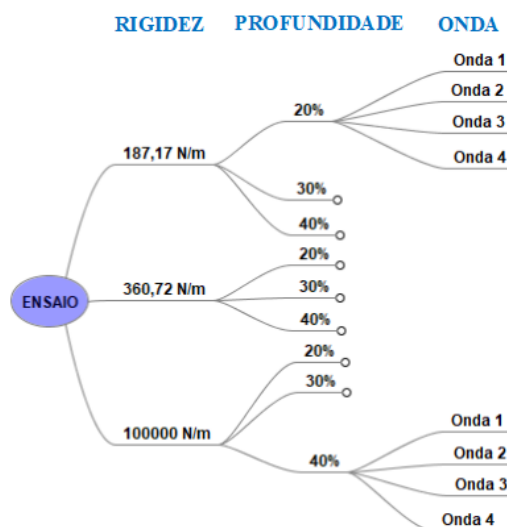 RIGIDEZ PROFUNDIDADE ONDA
Onda 1
Onda 2
20%
Onda 3
187,17 N/m
Onda 4
30%
40%
20%
ENSAIO
360,72 N/m
30%
40%
20%
30%
100000 N/m
Onda 1
Onda 2
40%
Onda 3
Onda 4